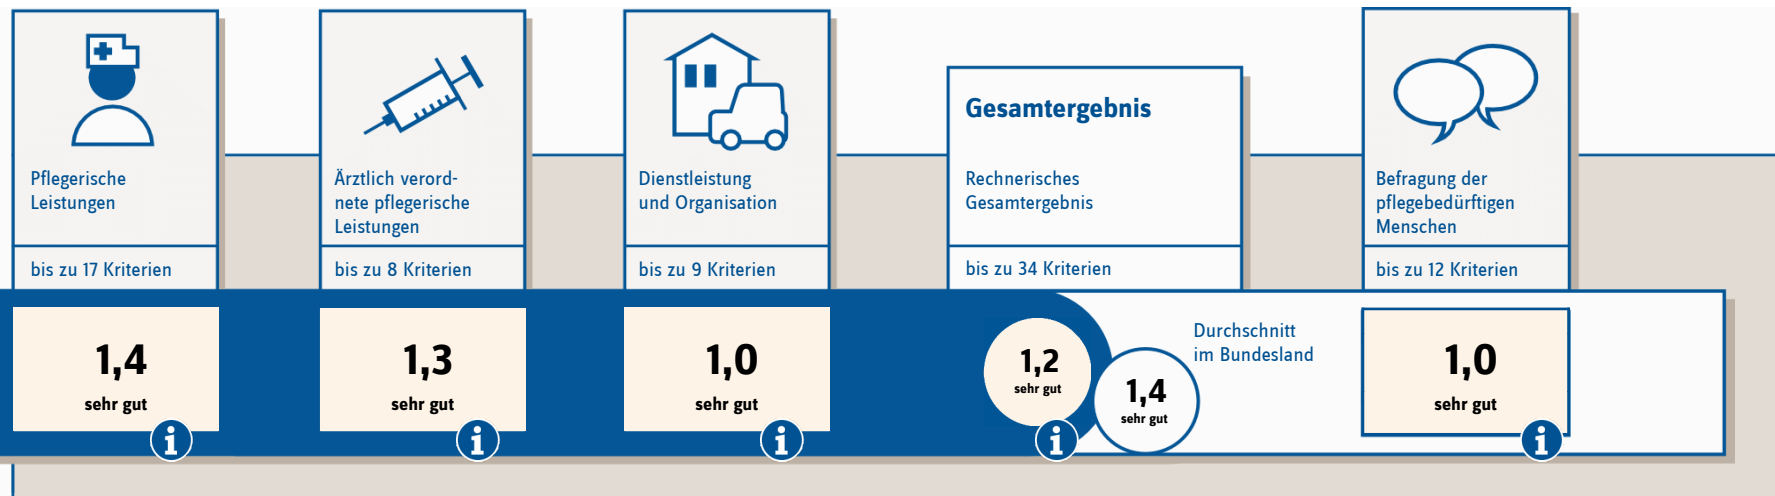 Pflegerische
Leistungen
bis zu 17 Kriterien
1,4
sehr gut
i
Ärztlich verord-
nete pflegerische
Leistungen
bis zu 8 Kriterien
1,3
sehr gut
i
Dienstleistung
und Organisation
bis zu 9 Kriterien
1,0
sehr gut
i
Gesamtergebnis
Rechnerisches
Gesamtergebnis
bis zu 34 Kriterien
1,2
sehr gut
i
1,4
sehr gut
Durchschnitt
im Bundesland
Befragung der
pflegebedürftigen
Menschen
bis zu 12 Kriterien
1,0
sehr gut
i